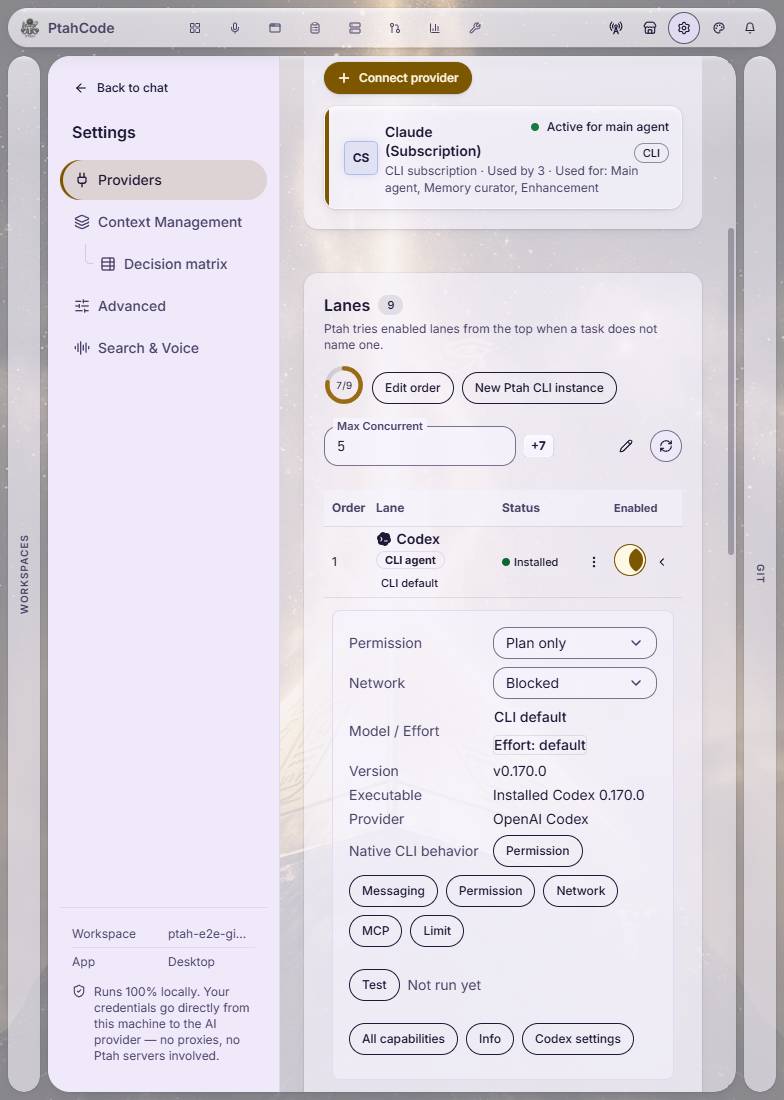 PtahCode
WORKSPACES
Back to chat
Settings
Providers
Context Management
Decision matrix
Advanced
Search & Voice
Workspace ptah-e2e-gi...
App Desktop
Runs 100% locally. Your
credentials go directly from
this machine to the AI
provider — no proxies, no
Ptah servers involved.
Connect provider
CS
Claude
(Subscription)
Active for main agent
CLI
CLI subscription · Used by 3 · Used for: Main
agent, Memory curator, Enhancement
Lanes 9
Ptah tries enabled lanes from the top when a task does not
name one.
7/9 Edit order New Ptah CLI instance
Max Concurrent
5 +7
Order Lane Status Enabled
Codex
1 CLI agent Installed
CLI default
Permission Plan only
Network Blocked
Model / Effort CLI default
Effort: default
Version v0.170.0
Executable Installed Codex 0.170.0
Provider OpenAI Codex
Native CLI behavior Permission
Messaging Permission Network
MCP Limit
Test Not run yet
All capabilities Info Codex settings
GIT